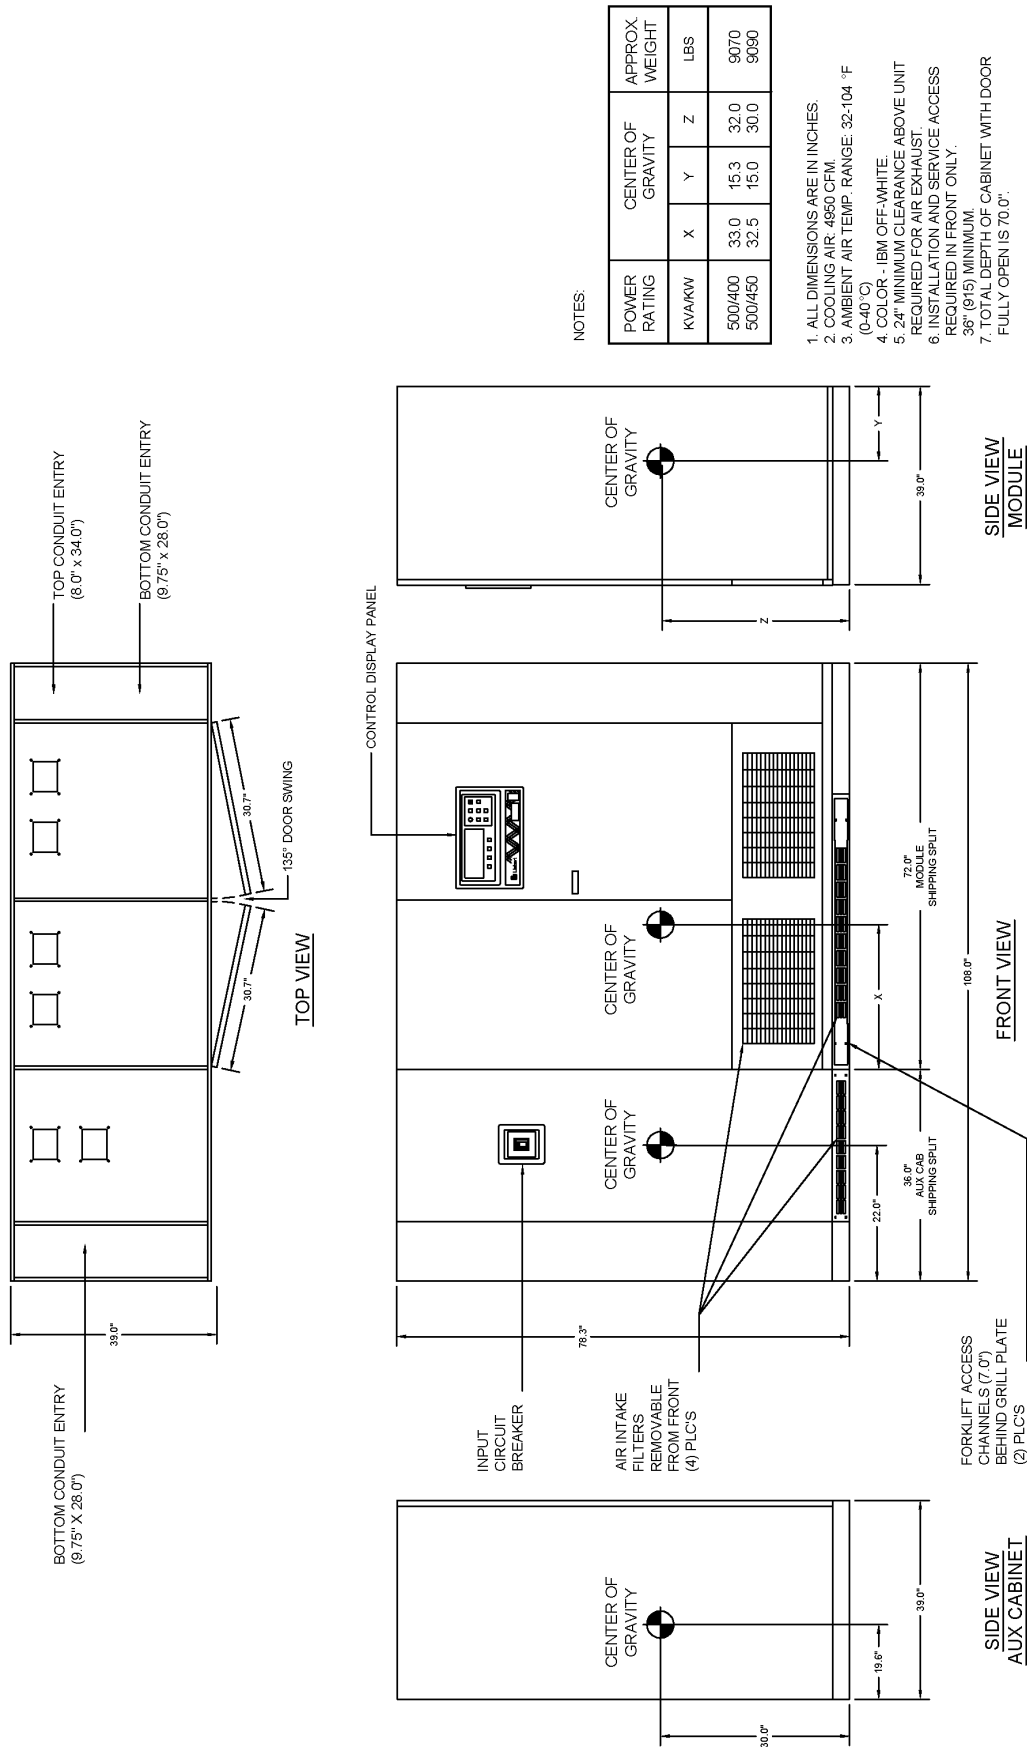 BOTTOM CONDUIT ENTRY
(9.75" X 28.0")
39.0"
TOP CONDUIT ENTRY
(8.0" x 34.0")
BOTTOM CONDUIT ENTRY
(9.75" x 28.0")
30.7"
30.7"
135° DOOR SWING
TOP VIEW
CENTER OF
GRAVITY
30.0"
19.6"
39.0"
SIDE VIEW
AUX CABINET
INPUT
CIRCUIT
BREAKER
AIR INTAKE
FILTERS
REMOVABLE
FROM FRONT
(4) PLC'S
FORKLIFT ACCESS
CHANNELS (7.0")
BEHIND GRILL PLATE
(2) PLC'S
78.3"
CONTROL DISPLAY PANEL
Liebert
CENTER OF
GRAVITY
CENTER OF
GRAVITY
22.0"
X
36.0"
AUX CAB
SHIPPING SPLIT
72.0"
MODULE
SHIPPING SPLIT
108.0"
FRONT VIEW
CENTER OF
GRAVITY
Z
Y
39.0"
SIDE VIEW
MODULE
NOTES:
POWER RATING CENTER OF GRAVITY APPROX. WEIGHT
KVA/KW X Y Z LBS
500/400 33.0 15.3 32.0 9070
500/450 32.5 15.0 30.0 9090
1. ALL DIMENSIONS ARE IN INCHES.
2. COOLING AIR: 4950 CFM.
3. AMBIENT AIR TEMP. RANGE: 32-104 °F
(0-40°C)
4. COLOR - IBM OFF-WHITE.
5. 24" MINIMUM CLEARANCE ABOVE UNIT
REQUIRED FOR AIR EXHAUST.
6. INSTALLATION AND SERVICE ACCESS
REQUIRED IN FRONT ONLY.
36" (915) MINIMUM.
7. TOTAL DEPTH OF CABINET WITH DOOR
FULLY OPEN IS 70.0".